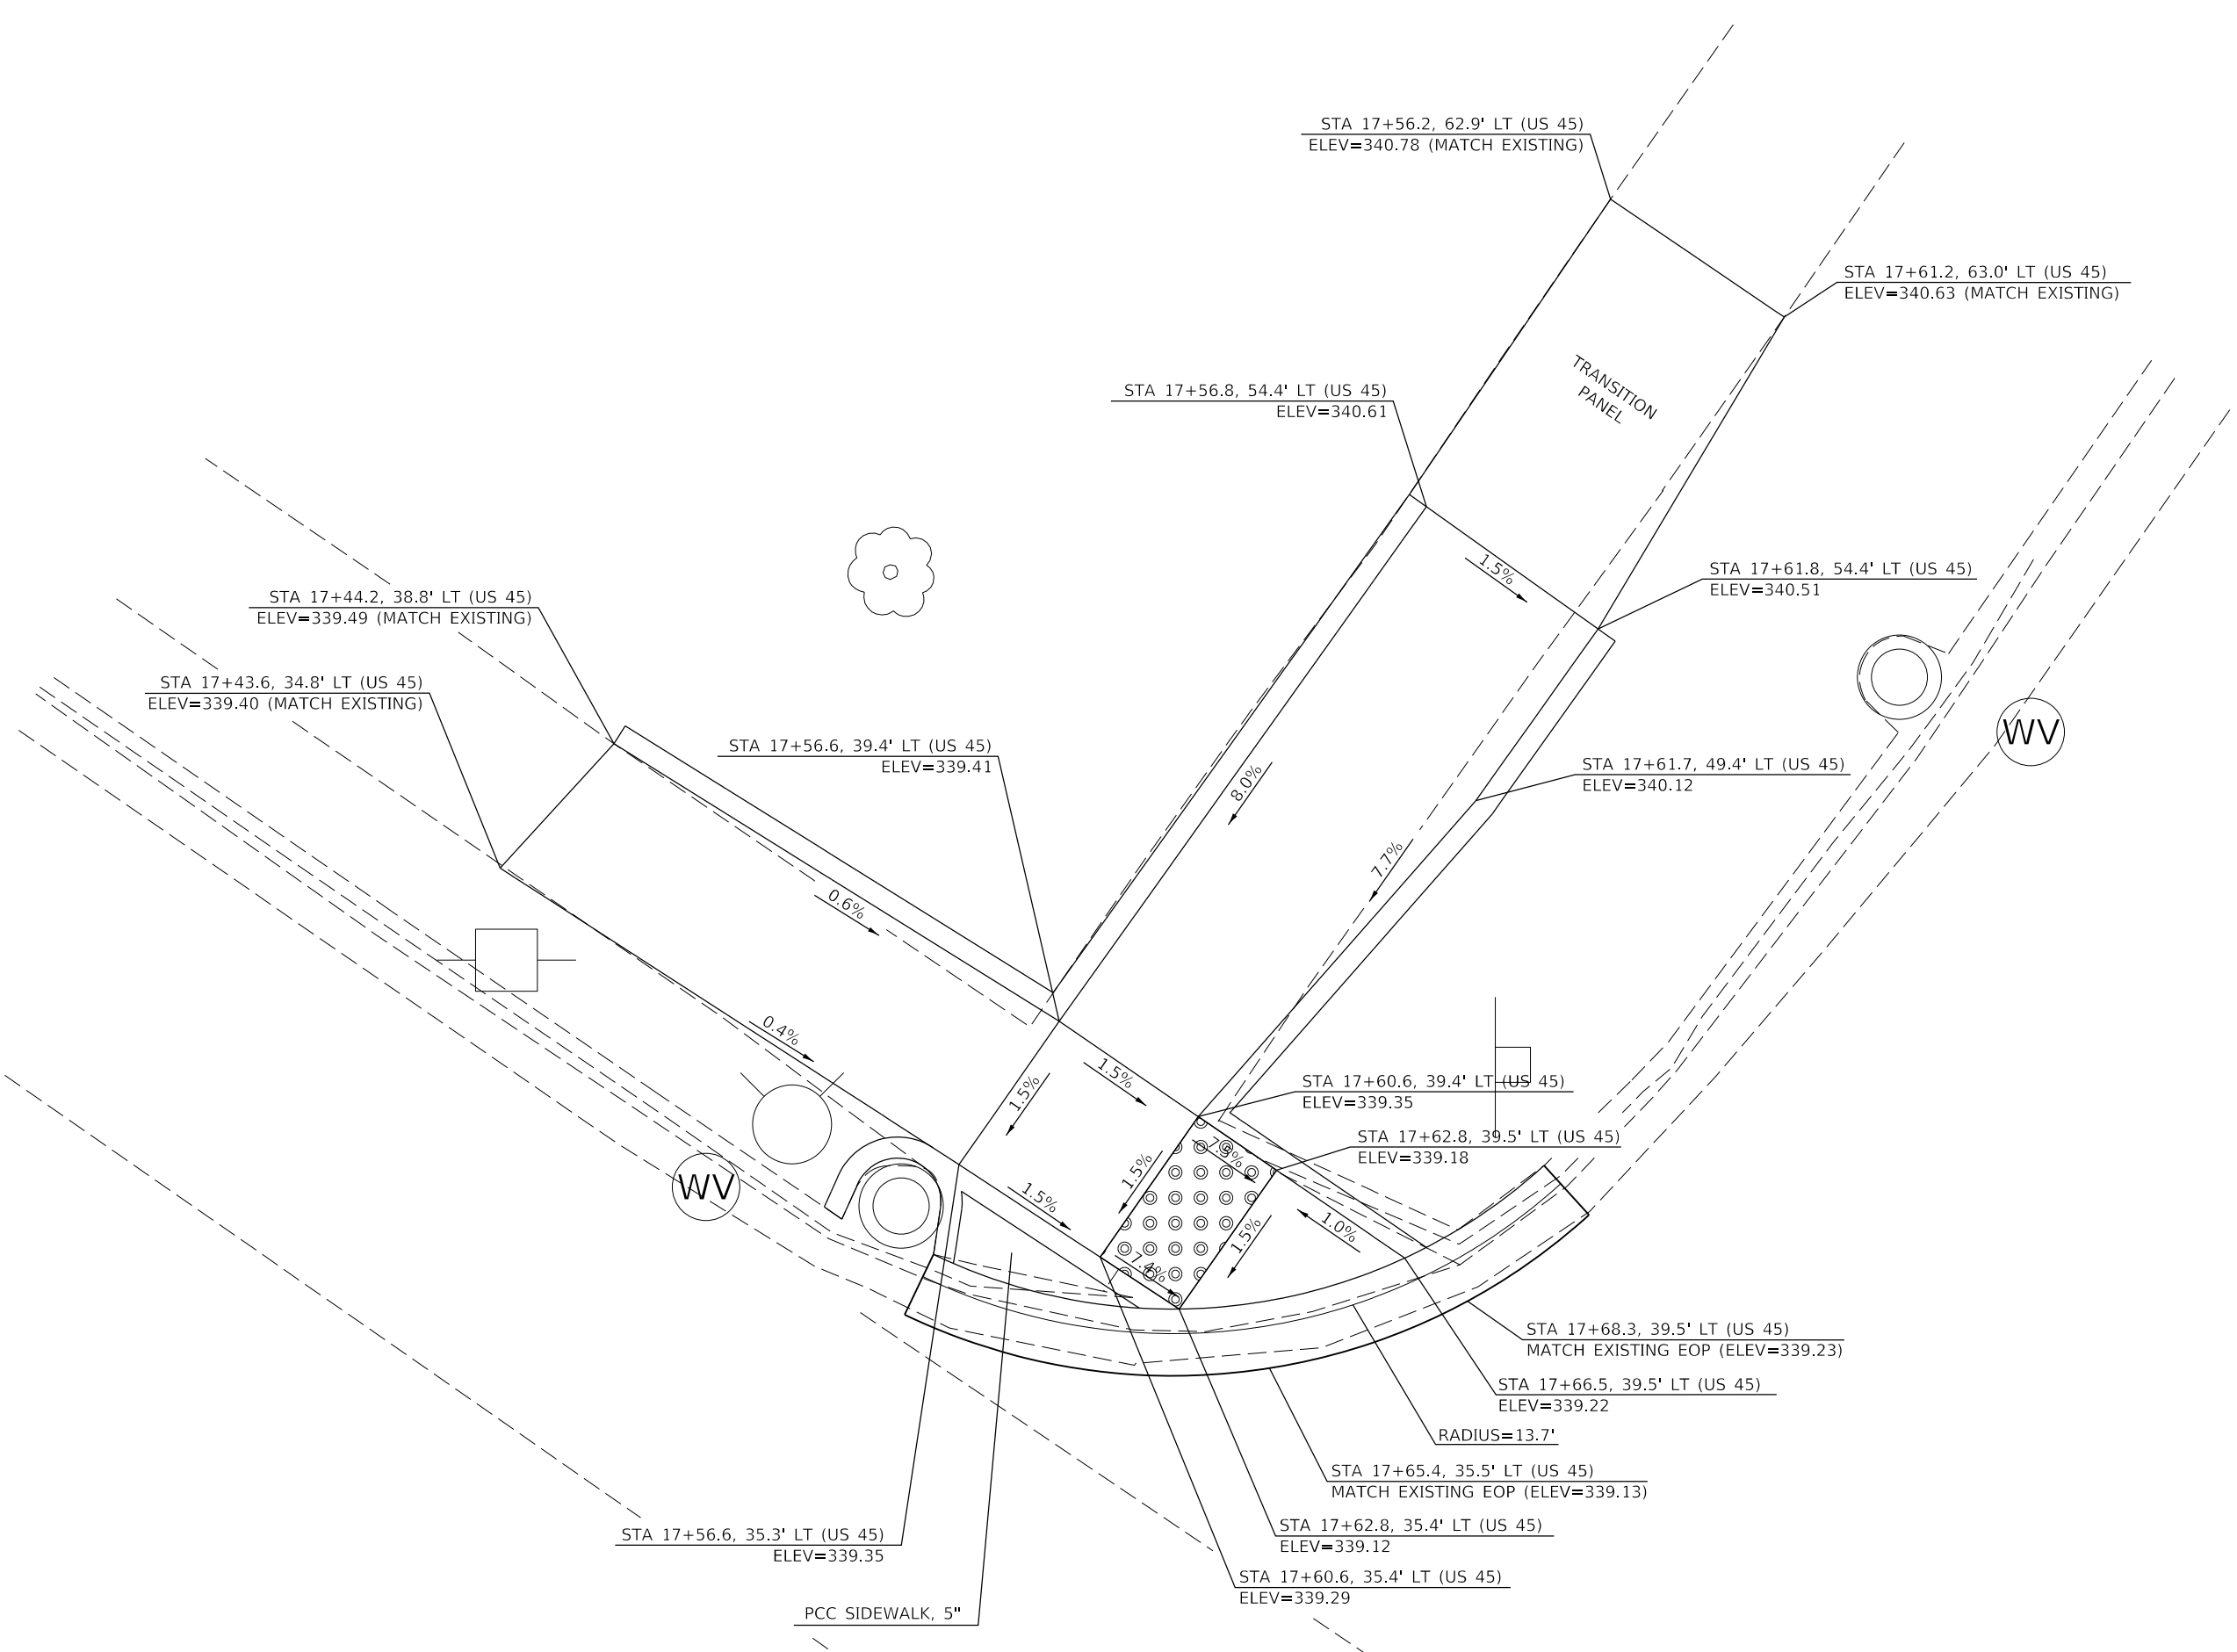 STA 17+56.2, 62.9' LT (US 45)
ELEV=340.78 (MATCH EXISTING)
STA 17+61.2, 63.0' LT (US 45)
ELEV=340.63 (MATCH EXISTING)
TRANSITION
PANEL
STA 17+56.8, 54.4' LT (US 45)
ELEV=340.61
1.5%
STA 17+61.8, 54.4' LT (US 45)
ELEV=340.51
STA 17+44.2, 38.8' LT (US 45)
ELEV=339.49 (MATCH EXISTING)
STA 17+43.6, 34.8' LT (US 45)
ELEV=339.40 (MATCH EXISTING)
WV
STA 17+56.6, 39.4' LT (US 45)
ELEV=339.41
8.0%
STA 17+61.7, 49.4' LT (US 45)
ELEV=340.12
7.7%
0.6%
0.4%
1.5%
1.5%
STA 17+60.6, 39.4' LT (US 45)
ELEV=339.35
STA 17+62.8, 39.5' LT (US 45)
ELEV=339.18
7.5%
1.5%
WV
1.5%
1.5%
1.0%
7.4%
STA 17+68.3, 39.5' LT (US 45)
MATCH EXISTING EOP (ELEV=339.23)
STA 17+66.5, 39.5' LT (US 45)
ELEV=339.22
RADIUS=13.7'
STA 17+65.4, 35.5' LT (US 45)
MATCH EXISTING EOP (ELEV=339.13)
STA 17+62.8, 35.4' LT (US 45)
ELEV=339.12
STA 17+56.6, 35.3' LT (US 45)
ELEV=339.35
STA 17+60.6, 35.4' LT (US 45)
ELEV=339.29
PCC SIDEWALK, 5"